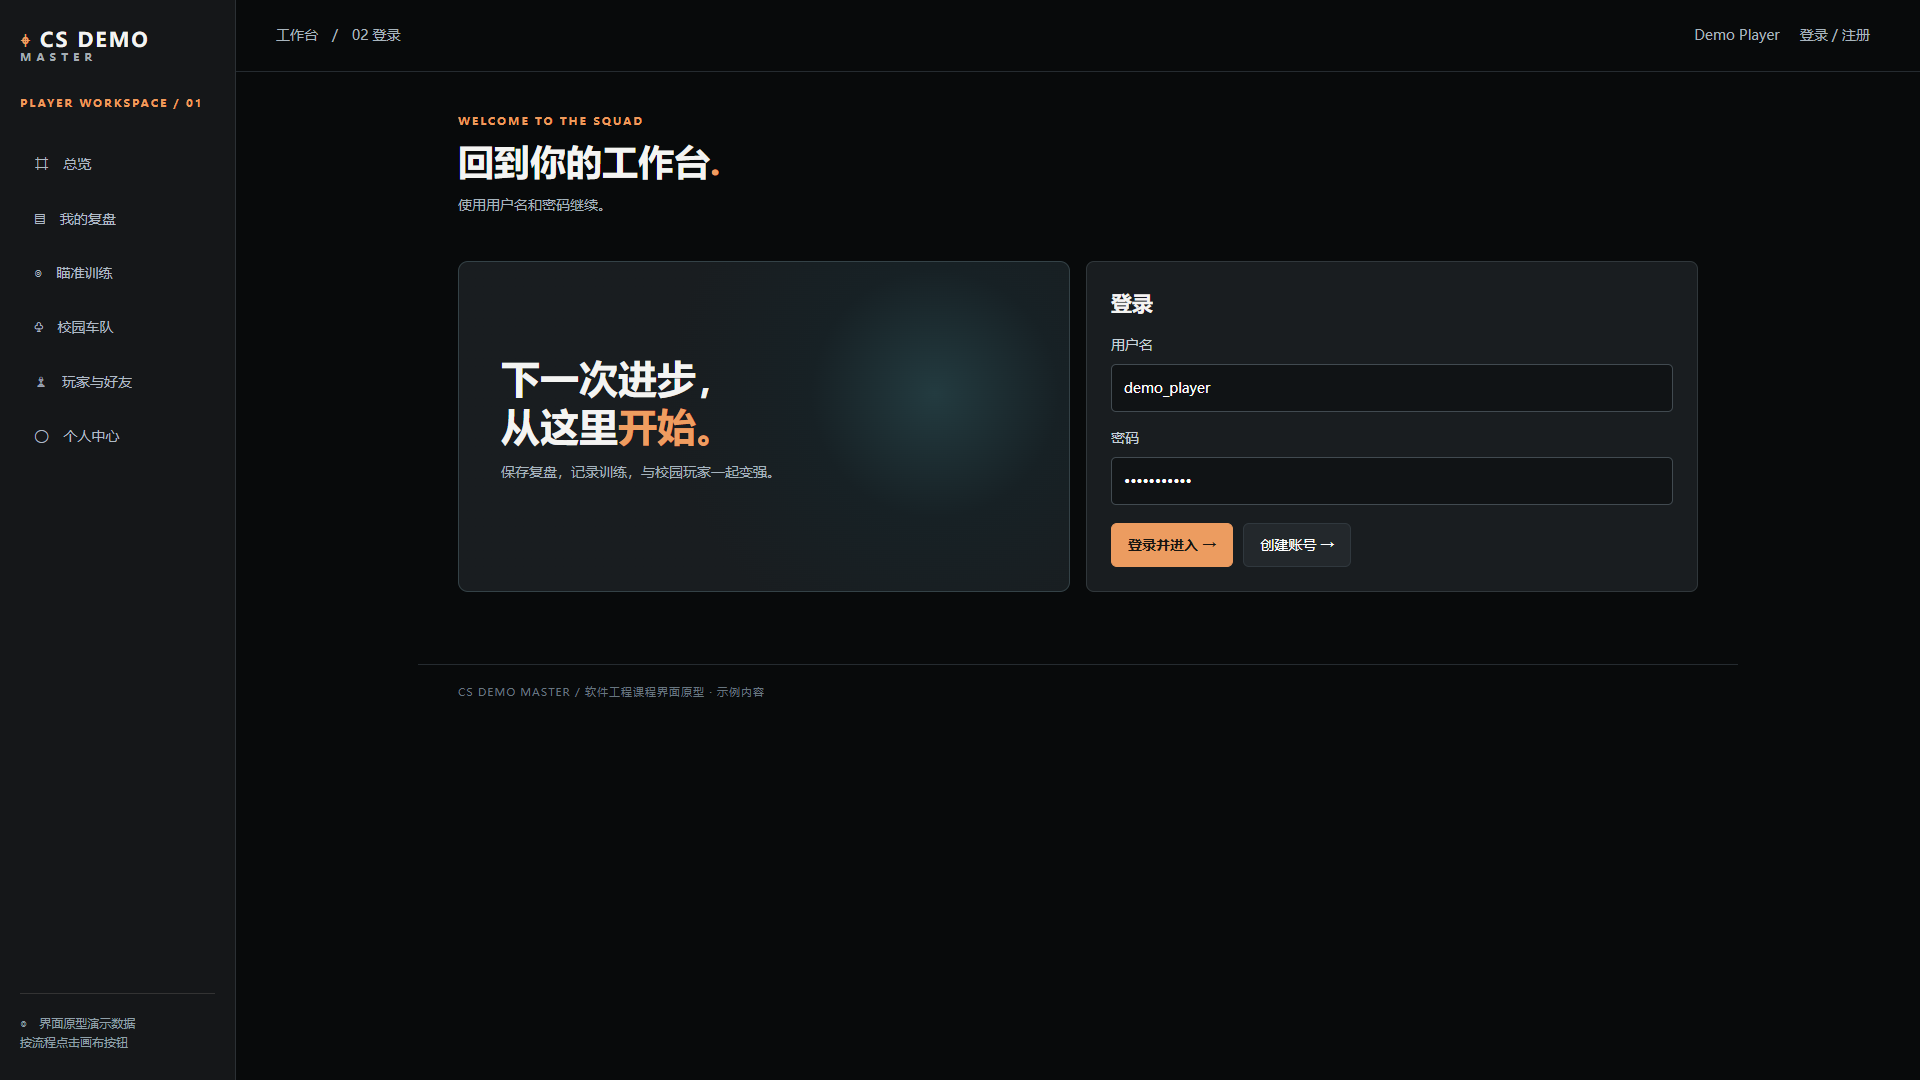 CS DEMO
MASTER
PLAYER WORKSPACE / 01
总览
我的复盘
瞄准训练
校园车队
玩家与好友
个人中心
界面原型演示数据
按流程点击画布按钮
工作台 / 02 登录
Demo Player 登录 / 注册
WELCOME TO THE SQUAD
回到你的工作台.
使用用户名和密码继续。
下一次进步，
从这里开始。
保存复盘，记录训练，与校园玩家一起变强。
登录
用户名
demo_player
密码
•••••••••••
登录并进入 →
创建账号 →
CS DEMO MASTER / 软件工程课程界面原型 · 示例内容